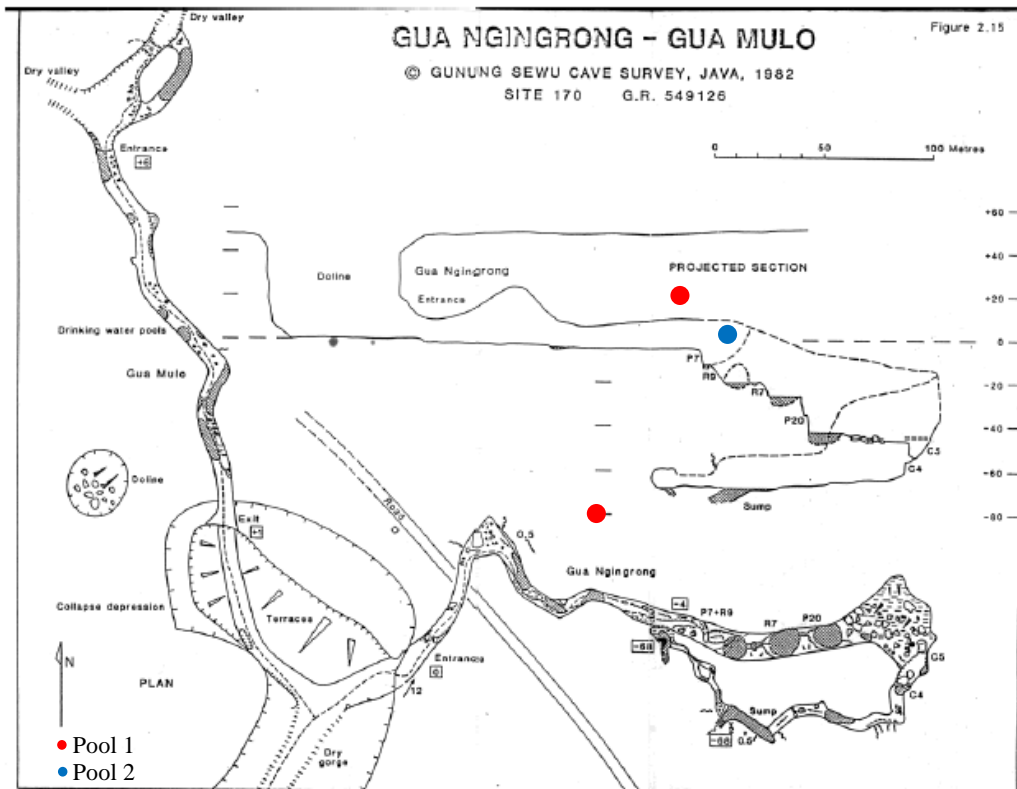 GUA NGINGRONG – GUA MULO
Figure 2.15
© GUNUNG SEWU CAVE SURVEY, JAVA, 1982
SITE 170 G.R. 549126
Dry valley
Dry valley
0 50 100 Metres
Entrance
+6
+60
+40
+20
0
-20
-40
-60
-80
Doline
Gua Ngingrong
Entrance
PROJECTED SECTION
Drinking water pools
Gua Mulo
P7
R9
R7
P20
C5
C4
Sump
Doline
Road
Exit
+1
0.5
Gua Ngingrong
Collapse depression
Terraces
-4
P7+R9
R7
P20
-68
Entrance
0
12
C5
C4
Sump
-68
0.5
N
PLAN
Dry
gorge
Pool 1
Pool 2